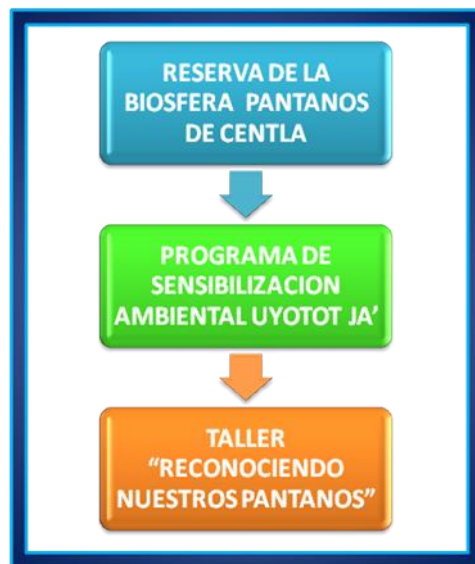 RESERVA DE LA
BIOSFERA PANTANOS
DE CENTLA
PROGRAMA DE
SENSIBILIZACION
AMBIENTAL UYOTOT JA’
TALLER
“RECONOCIENDO
NUESTROS PANTANOS”